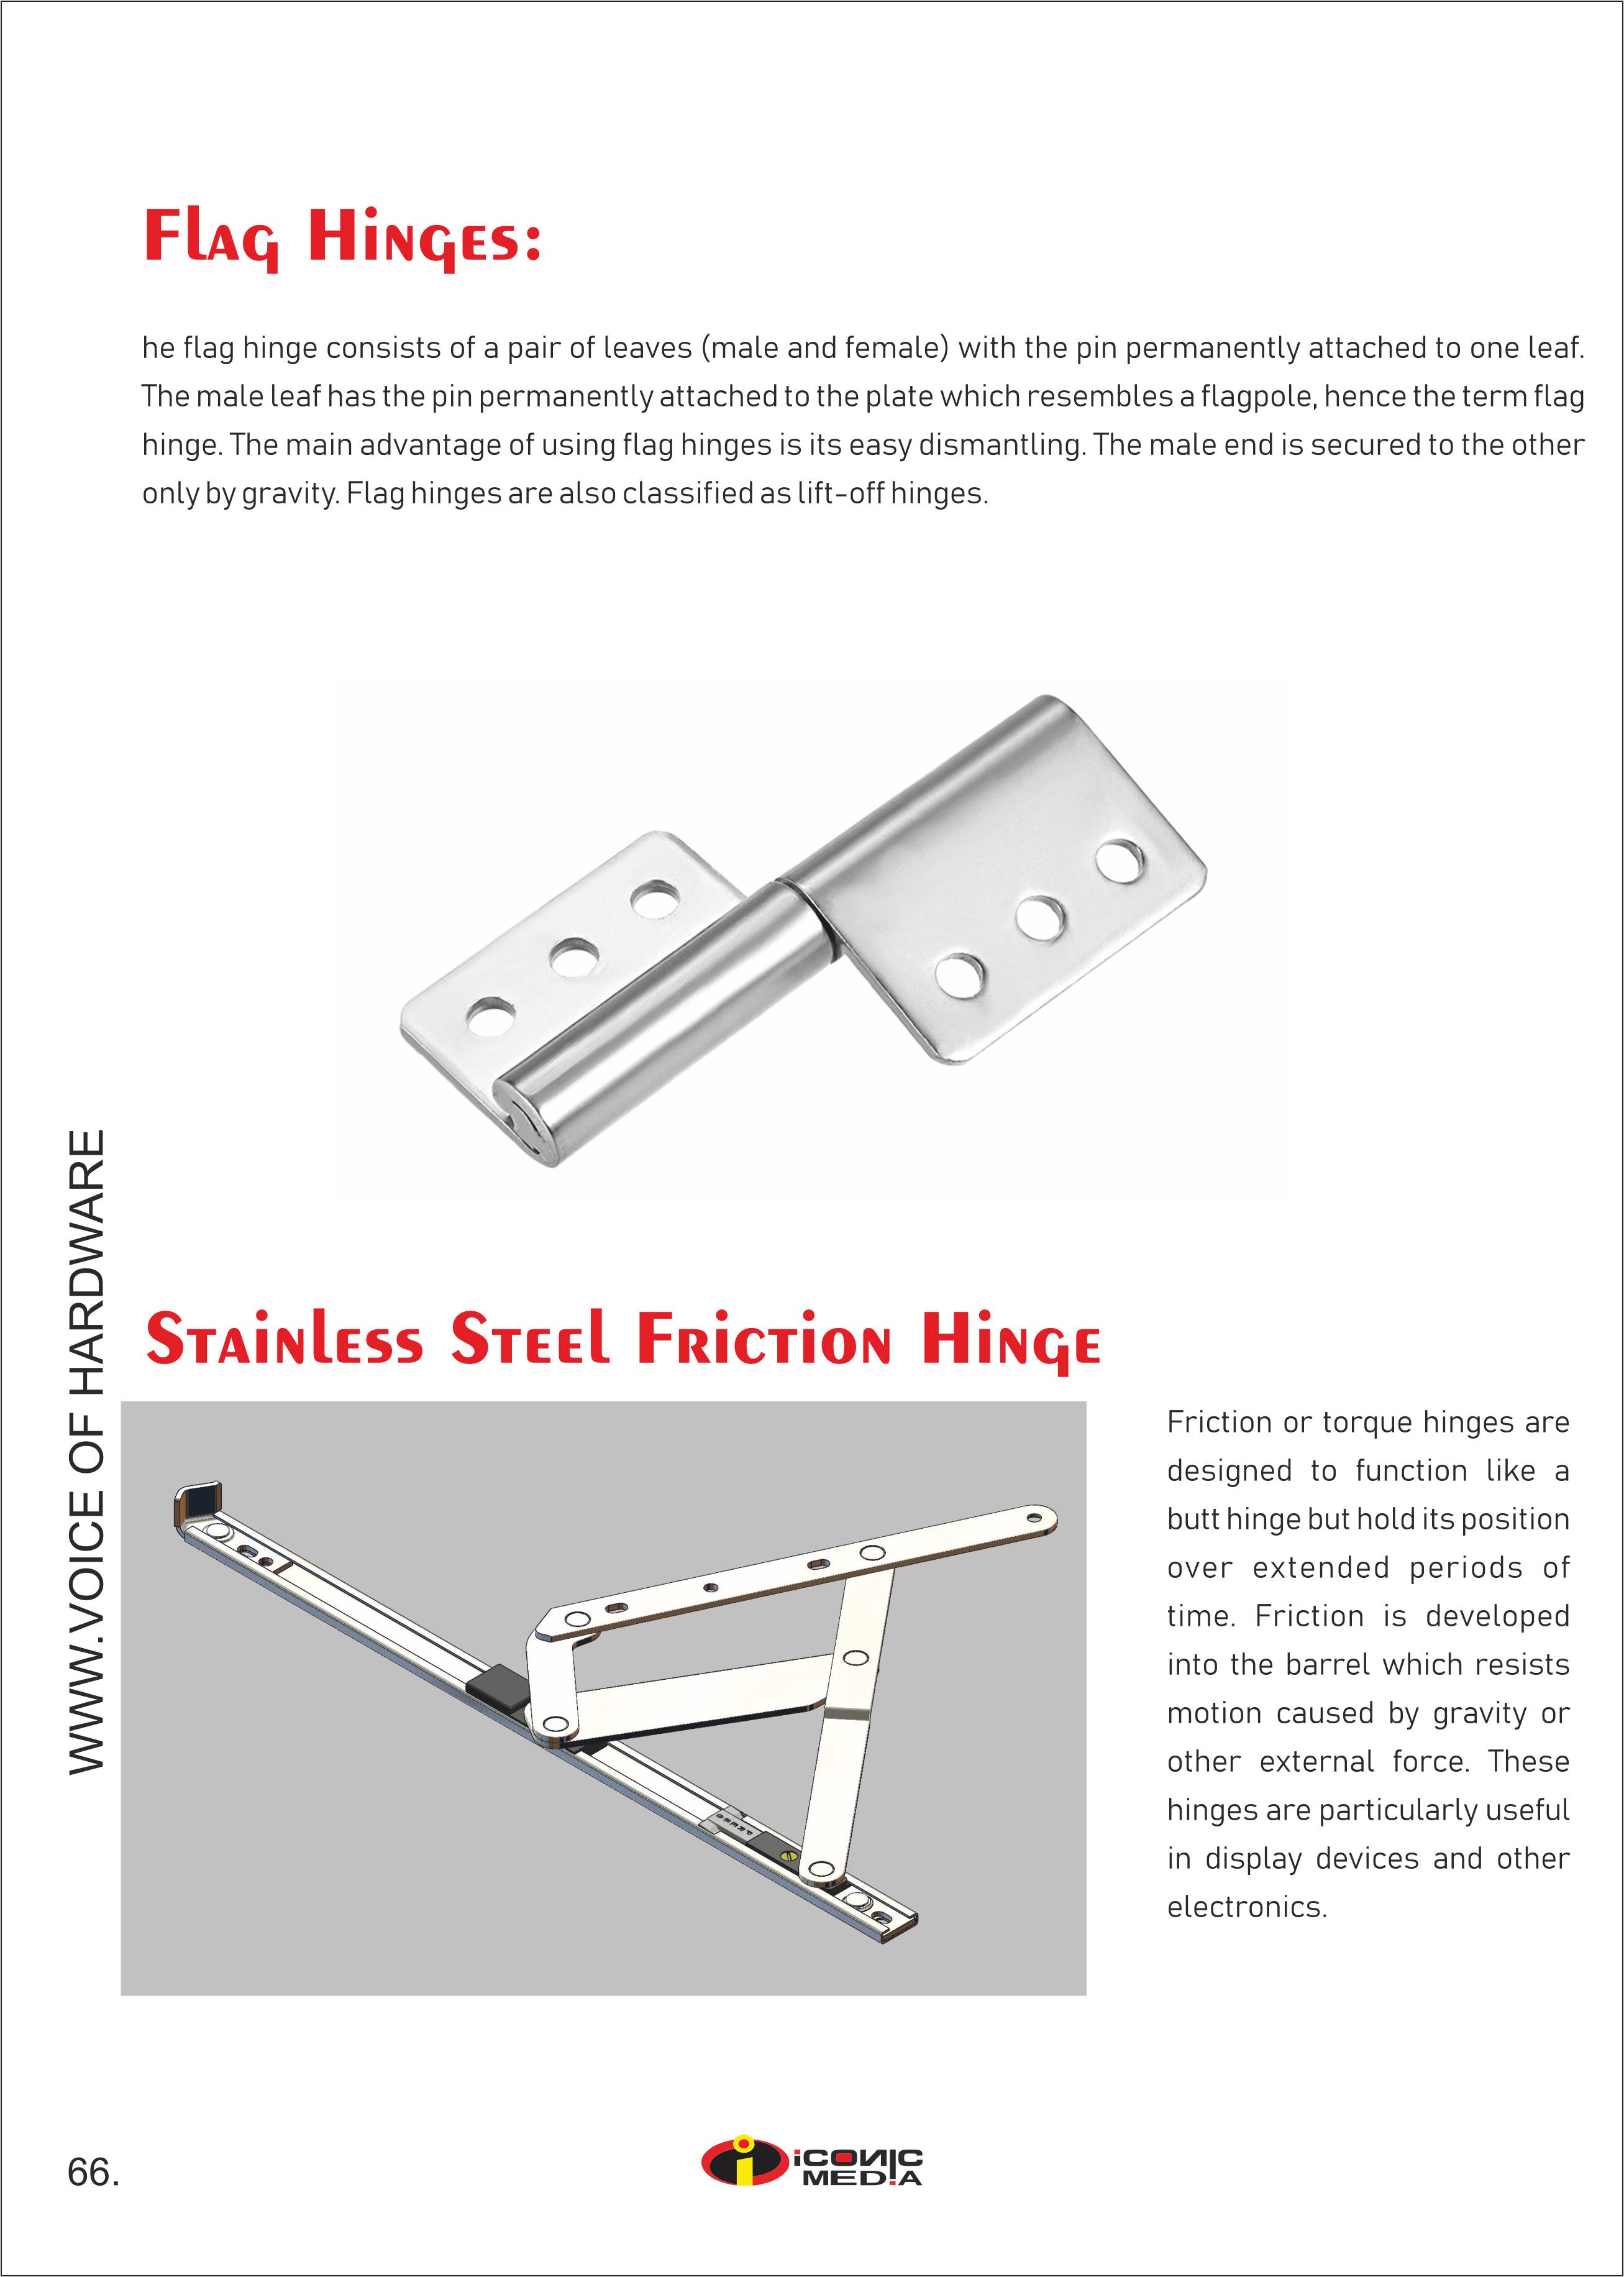 Flag Hinges:
he flag hinge consists of a pair of leaves (male and female) with the pin permanently attached to one leaf.
The male leaf has the pin permanently attached to the plate which resembles a flagpole, hence the term flag
hinge. The main advantage of using flag hinges is its easy dismantling. The male end is secured to the other
only by gravity. Flag hinges are also classified as lift-off hinges.
WWW.VOICE OF HARDWARE
Stainless Steel Friction Hinge
Friction or torque hinges are
designed to function like a
butt hinge but hold its position
over extended periods of
time. Friction is developed
into the barrel which resists
motion caused by gravity or
other external force. These
hinges are particularly useful
in display devices and other
electronics.
66.
iCONIC
MEDiA